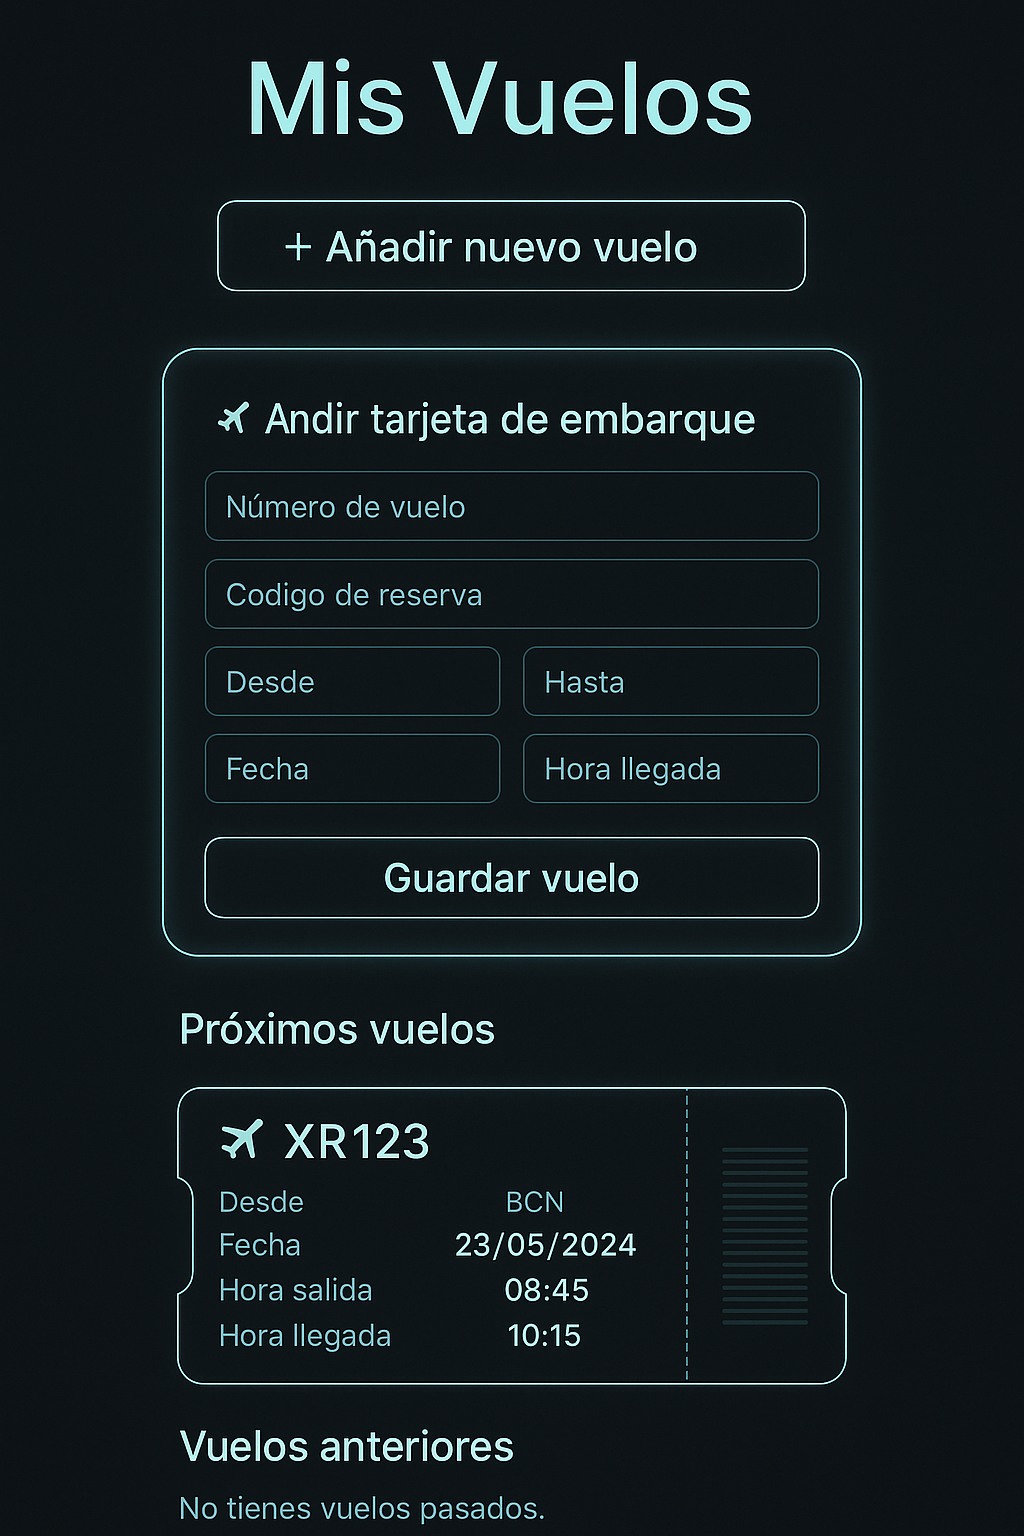 Mis Vuelos
+ Añadir nuevo vuelo
Andir tarjeta de embarque
Número de vuelo
Codigo de reserva
Desde Hasta
Fecha Hora llegada
Guardar vuelo
Próximos vuelos
XR123
Desde BCN
Fecha 23/05/2024
Hora salida 08:45
Hora llegada 10:15
Vuelos anteriores
No tienes vuelos pasados.